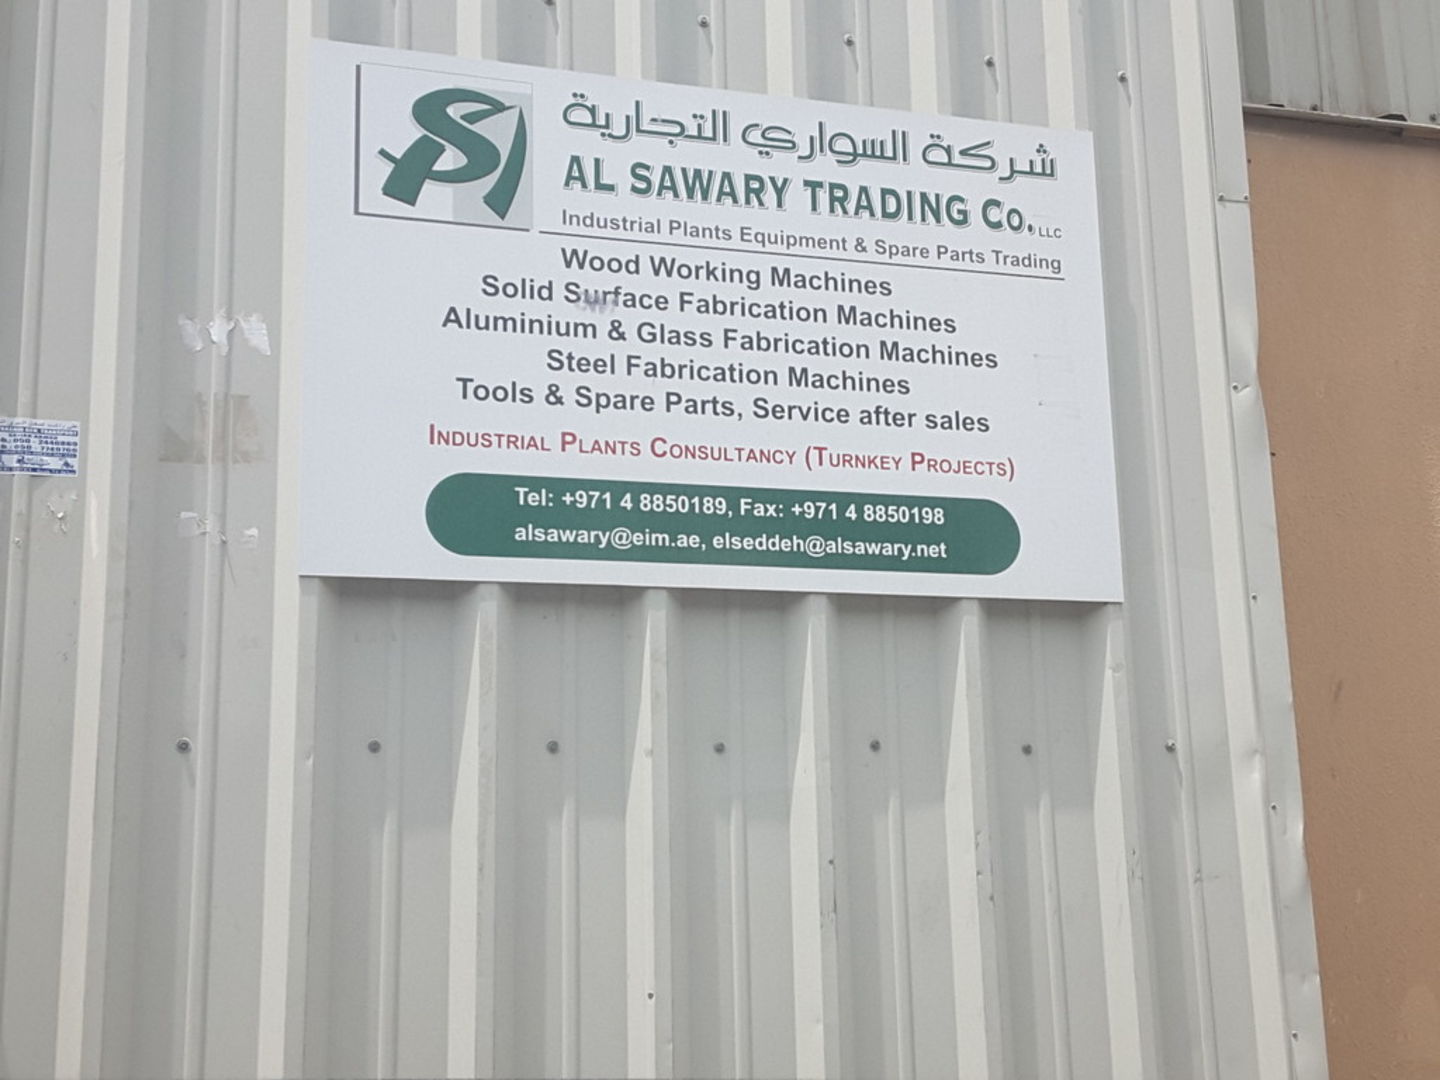 شركة السواري التجارية
AL SAWARY TRADING Co. LLC
Industrial Plants Equipment & Spare Parts Trading
Wood Working Machines
Solid Surface Fabrication Machines
Aluminium & Glass Fabrication Machines
Steel Fabrication Machines
Tools & Spare Parts, Service after sales
INDUSTRIAL PLANTS CONSULTANCY (TURNKEY PROJECTS)
Tel: +971 4 8850189, Fax: +971 4 8850198
alsawary@eim.ae, elseddeh@alsawary.net